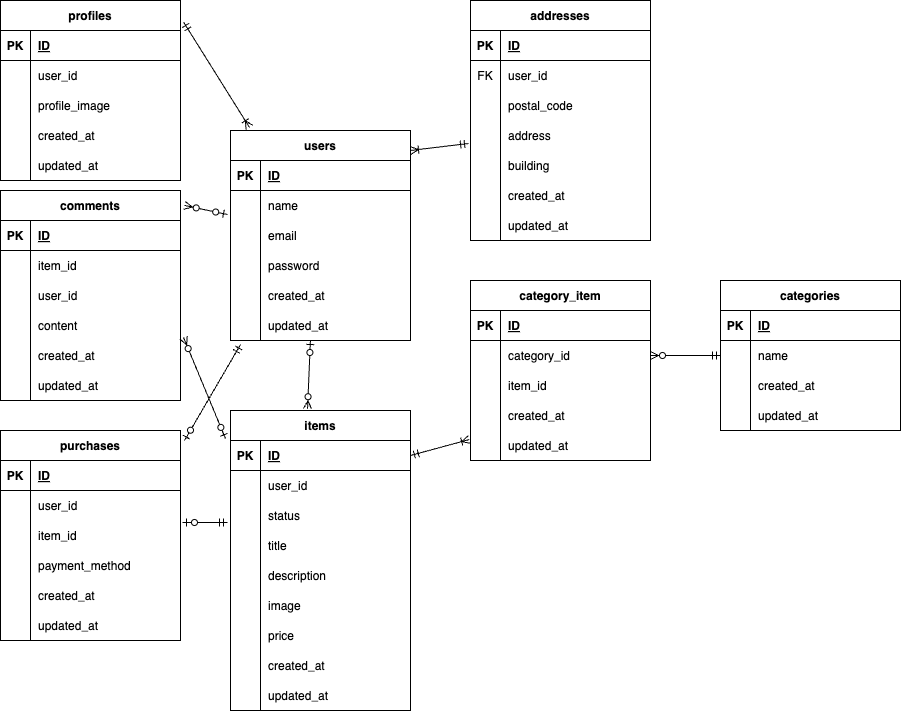 profiles
PK ID
user_id
profile_image
created_at
updated_at
addresses
PK ID
FK user_id
postal_code
address
building
created_at
updated_at
users
PK ID
name
email
password
created_at
updated_at
comments
PK ID
item_id
user_id
content
created_at
updated_at
category_item
PK ID
category_id
item_id
created_at
updated_at
categories
PK ID
name
created_at
updated_at
purchases
PK ID
user_id
item_id
payment_method
created_at
updated_at
items
PK ID
user_id
status
title
description
image
price
created_at
updated_at